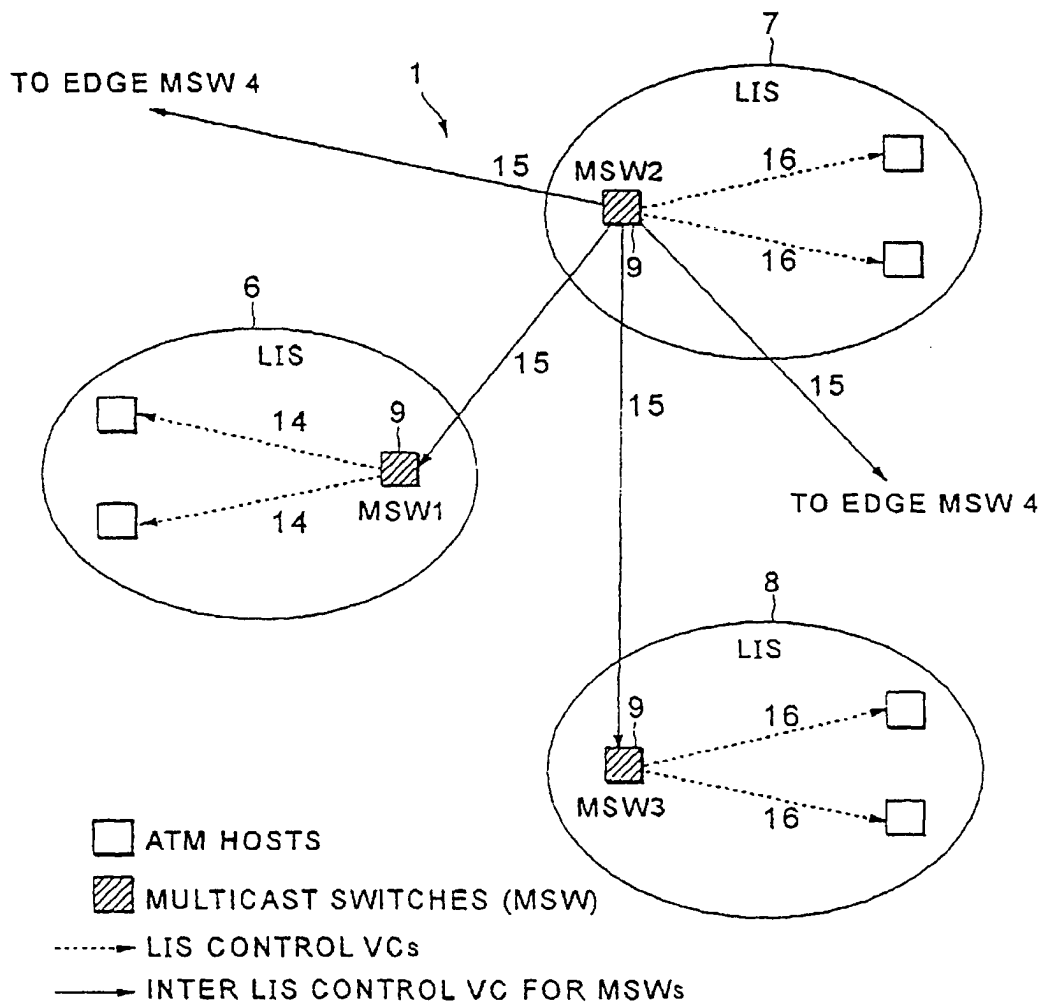 7
TO EDGE MSW 4
1
LIS
15
MSW2
16
16
9
6
LIS
15
15
15
9
14
14
MSW1
TO EDGE MSW 4
8
LIS
9
16
MSW3
16
ATM HOSTS
MULTICAST SWITCHES (MSW)
LIS CONTROL VCs
INTER LIS CONTROL VC FOR MSWs